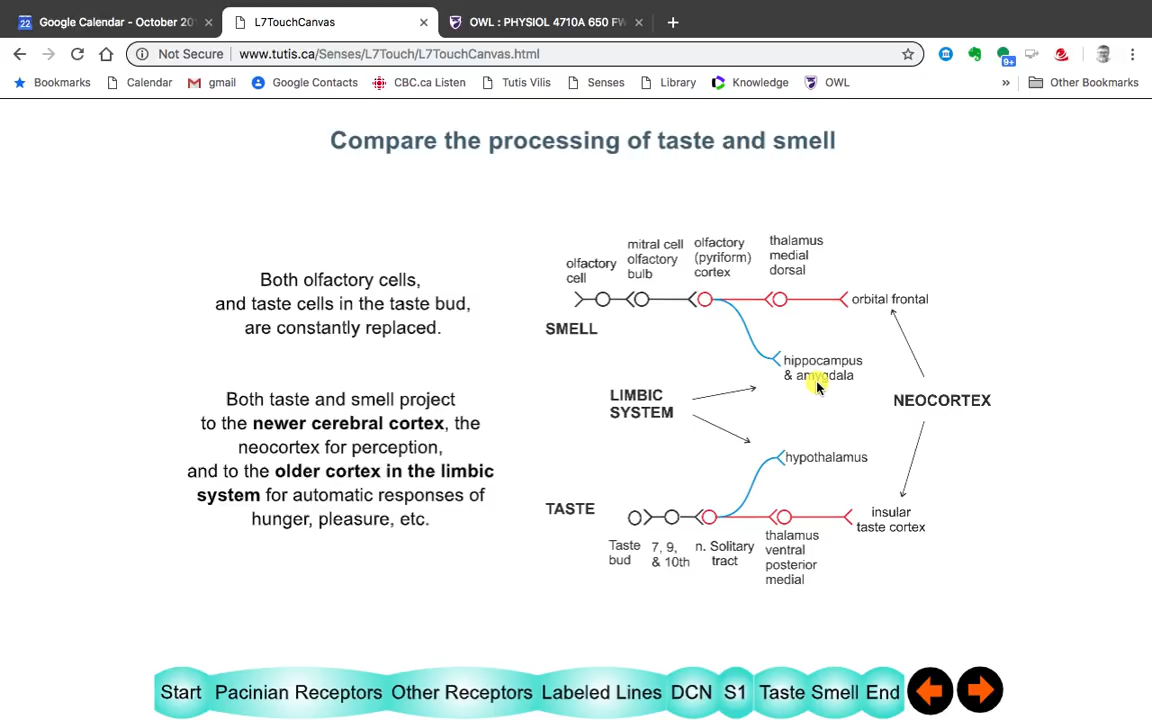 Google Calendar - October 20
L7TouchCanvas
OWL : PHYSIOL 4710A 650 FW
Not Secure
www.tutis.ca/Senses/L7Touch/L7TouchCanvas.html
9+
Bookmarks
Calendar
gmail
Google Contacts
CBC.ca Listen
Tutis Vilis
Senses
Library
Knowledge
OWL
»
Other Bookmarks
Compare the processing of taste and smell
Both olfactory cells,
and taste cells in the taste bud,
are constantly replaced.
Both taste and smell project
to the newer cerebral cortex, the
neocortex for perception,
and to the older cortex in the limbic
system for automatic responses of
hunger, pleasure, etc.
olfactory
cell
mitral cell
olfactory
bulb
olfactory
(pyriform)
cortex
thalamus
medial
dorsal
orbital frontal
SMELL
hippocampus
& amygdala
LIMBIC
SYSTEM
NEOCORTEX
hypothalamus
TASTE
insular
taste cortex
Taste
bud
7, 9,
& 10th
n. Solitary
tract
thalamus
ventral
posterior
medial
Start
Pacinian Receptors
Other Receptors
Labeled Lines
DCN
S1
Taste
Smell
End